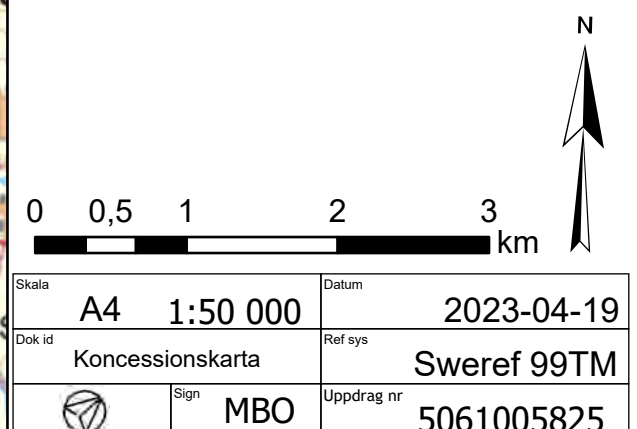 N
0 0,5 1 2 3
km
Skala
A4 1:50 000
Datum
2023-04-19
Dok id
Koncessionskarta
Ref sys
Sweref 99TM
Sign
MBO
Uppdrag nr
5061005825